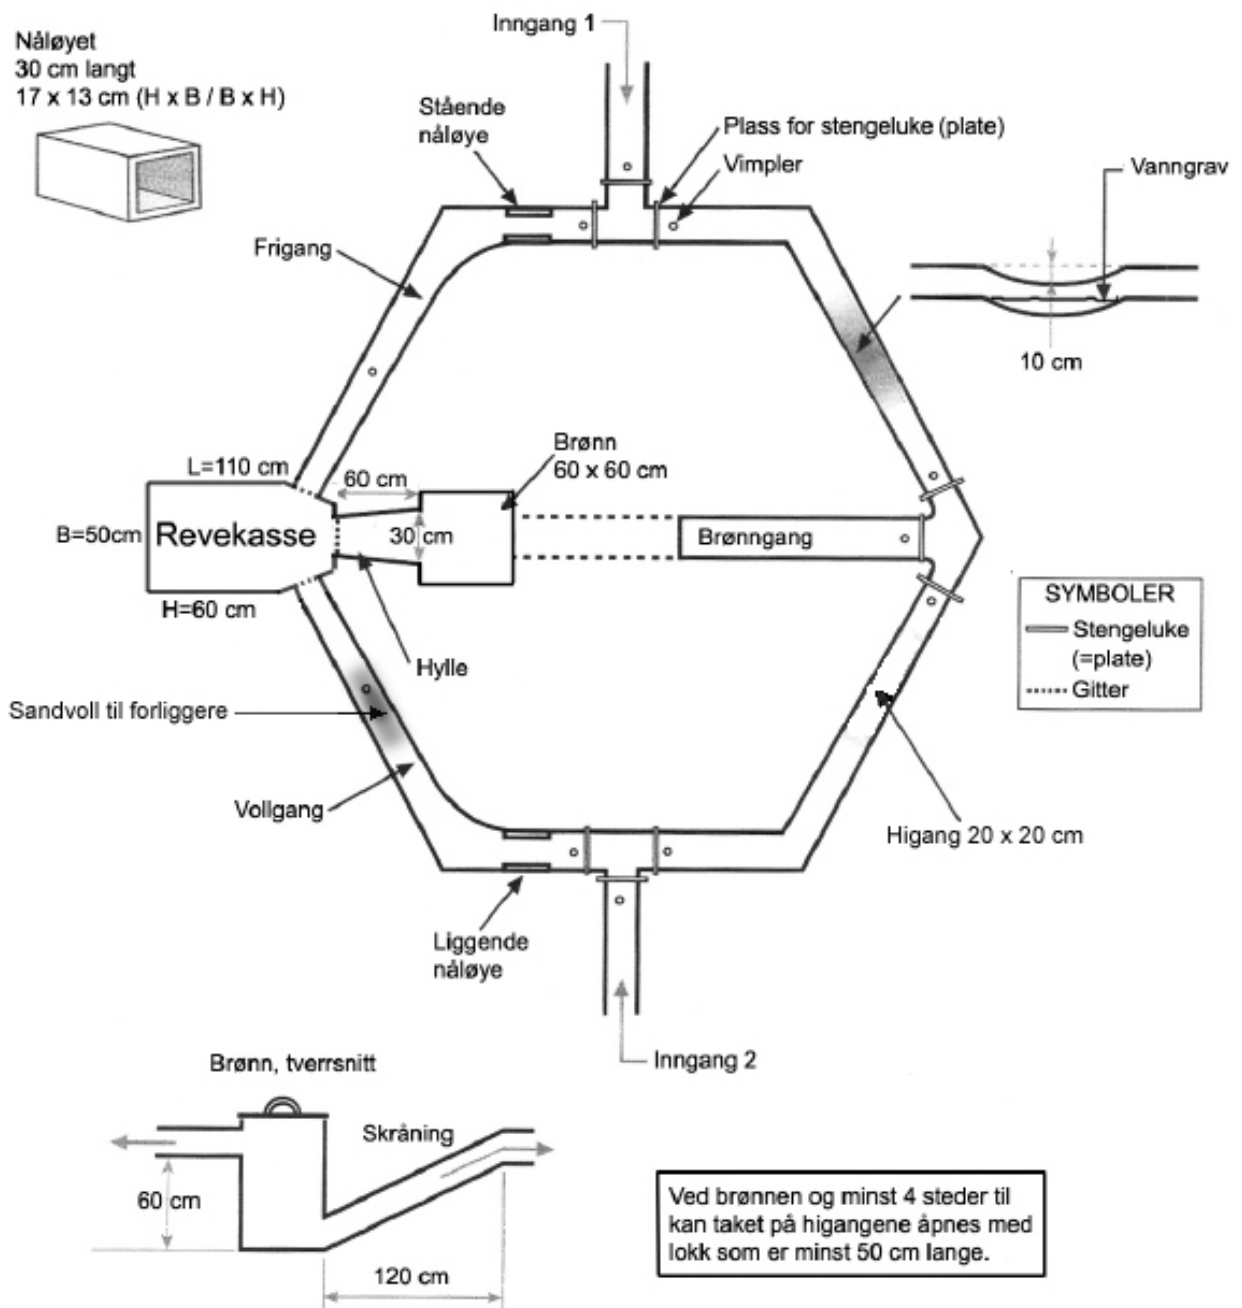 Inngang 1
Nåløyet
30 cm langt
17 x 13 cm (H x B / B x H)
Stående
nåløye
Plass for stengeluke (plate)
Vimpler
Vanngrav
Frigang
10 cm
Brønn
60 x 60 cm
L=110 cm
60 cm
B=50cm
Revekasse
30 cm
Brønngang
H=60 cm
SYMBOLER
Stengeluke
(=plate)
Gitter
Hylle
Sandvoll til forliggere
Vollgang
Higang 20 x 20 cm
Liggende
nåløye
Inngang 2
Brønn, tverrsnitt
Skråning
60 cm
120 cm
Ved brønnen og minst 4 steder til
kan taket på higangene åpnes med
lokk som er minst 50 cm lange.